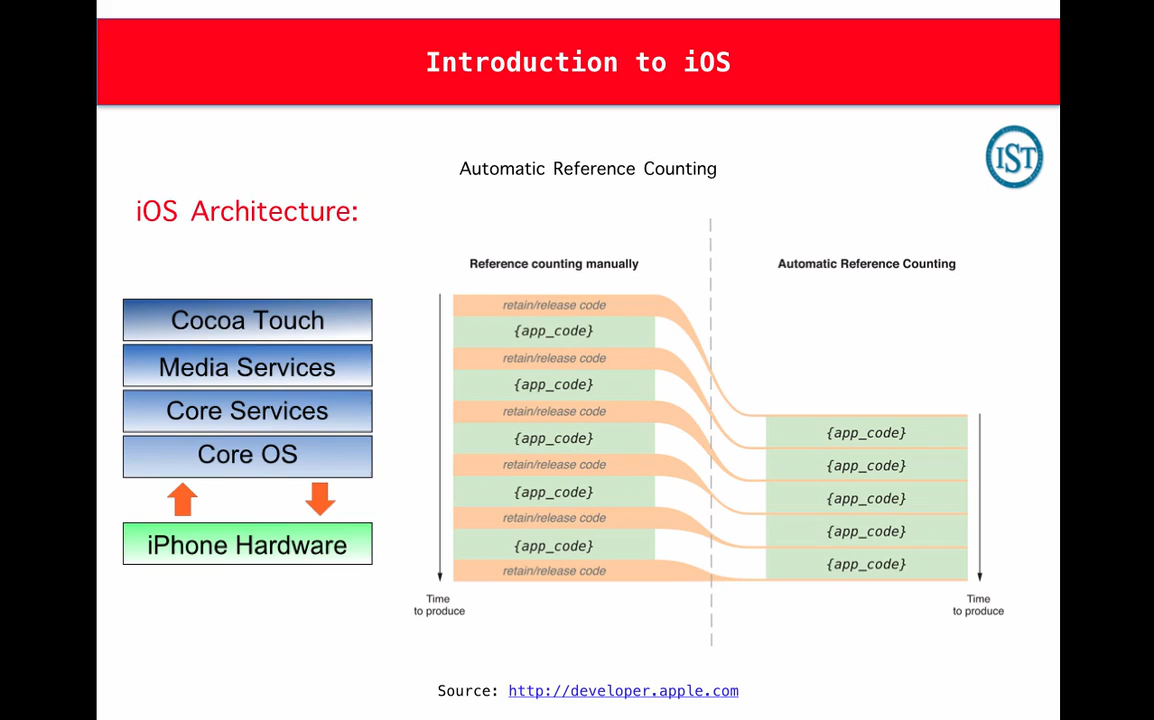 Introduction to iOS
IST
Automatic Reference Counting
iOS Architecture:
Cocoa Touch
Media Services
Core Services
Core OS
iPhone Hardware
Reference counting manually
retain/release code
{app_code}
retain/release code
{app_code}
retain/release code
{app_code}
retain/release code
{app_code}
retain/release code
{app_code}
retain/release code
Time
to produce
Automatic Reference Counting
{app_code}
{app_code}
{app_code}
{app_code}
{app_code}
Time
to produce
Source: http://developer.apple.com